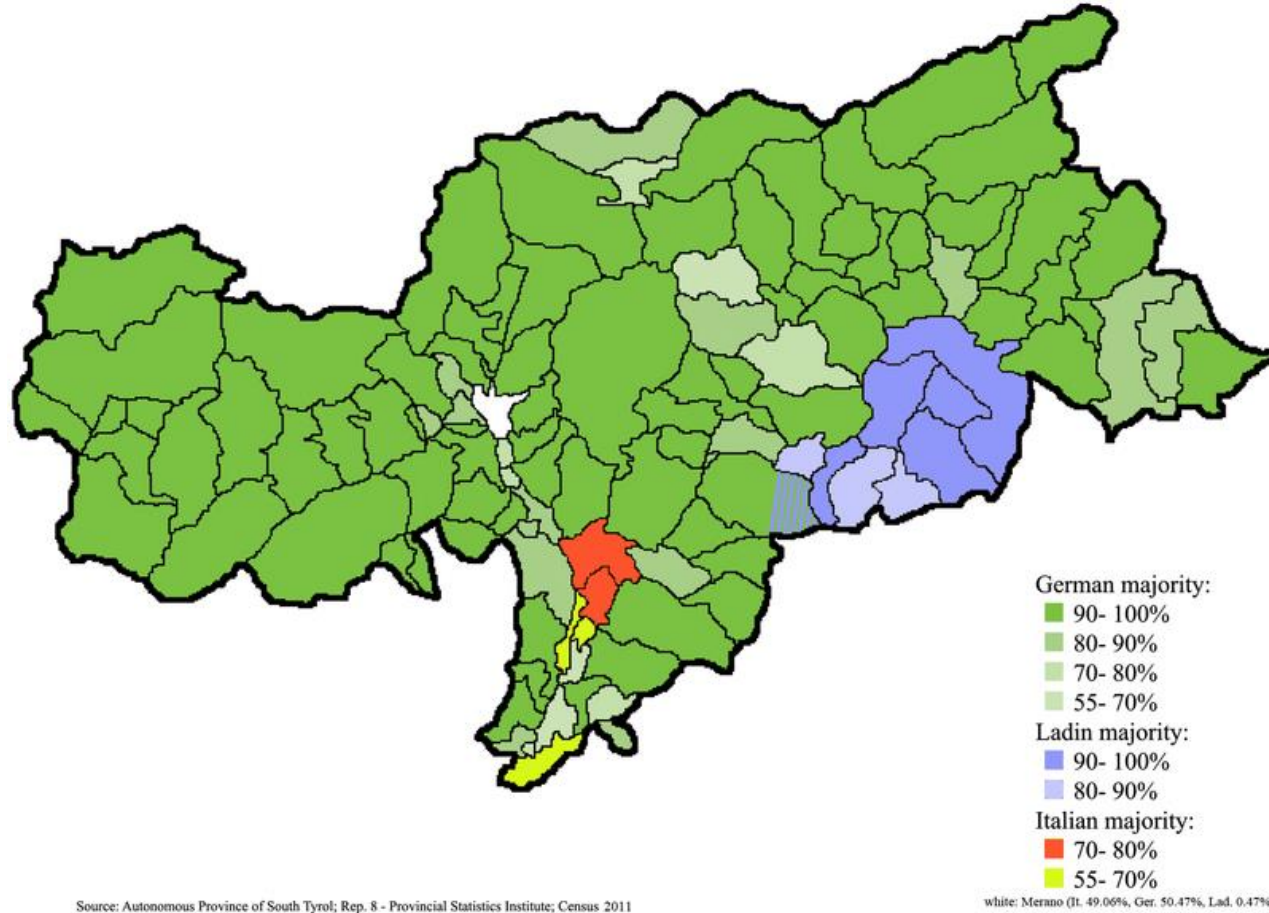 German majority:
90- 100%
80- 90%
70- 80%
55- 70%
Ladin majority:
90- 100%
80- 90%
Italian majority:
70- 80%
55- 70%
Source: Autonomous Province of South Tyrol; Rep. 8 - Provincial Statistics Institute; Census 2011
white: Merano (It. 49.06%, Ger. 50.47%, Lad. 0.47%